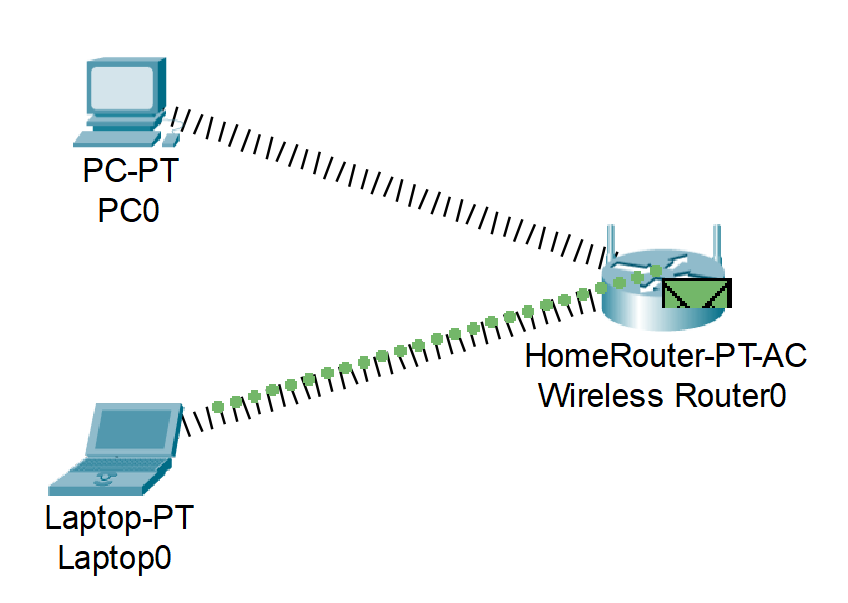 PC-PT
PC0
HomeRouter-PT-AC
Wireless Router0
Laptop-PT
Laptop0